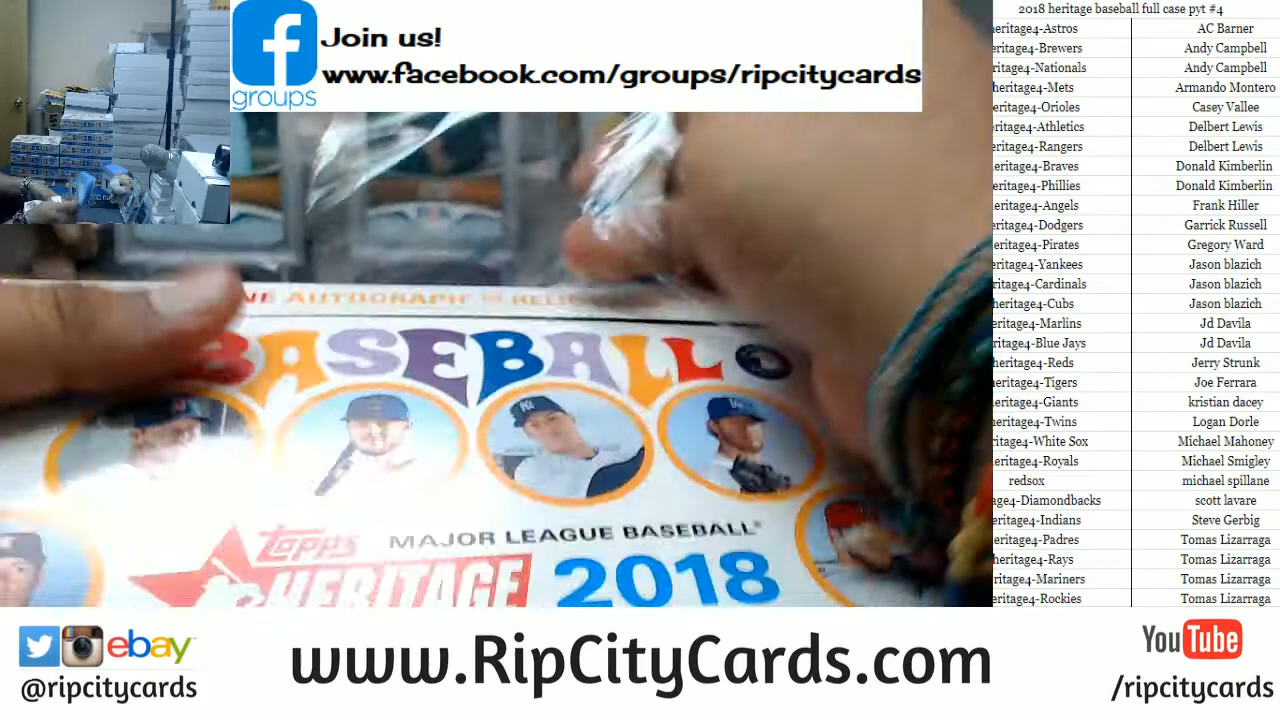 Join us!
www.facebook.com/groups/ripcitycards
groups
2018 heritage baseball full case pyt #4
eritage4-Astros AC Barner
eritage4-Brewers Andy Campbell
ritage4-Nationals Andy Campbell
heritage4-Mets Armando Montero
eritage4-Orioles Casey Vallee
eritage4-Athletics Delbert Lewis
eritage4-Rangers Delbert Lewis
eritage4-Braves Donald Kimberlin
eritage4-Phillies Donald Kimberlin
eritage4-Angels Frank Hiller
eritage4-Dodgers Garrick Russell
eritage4-Pirates Gregory Ward
eritage4-Yankees Jason blazich
ritage4-Cardinals Jason blazich
heritage4-Cubs Jason blazich
eritage4-Marlins Jd Davila
ritage4-Blue Jays Jd Davila
heritage4-Reds Jerry Strunk
eritage4-Tigers Joe Ferrara
eritage4-Giants kristian dacey
eritage4-Twins Logan Dorle
ritage4-White Sox Michael Mahoney
eritage4-Royals Michael Smigley
redsox michael spillane
age4-Diamondbacks scott lavare
eritage4-Indians Steve Gerbig
eritage4-Padres Tomas Lizarraga
heritage4-Rays Tomas Lizarraga
ritage4-Mariners Tomas Lizarraga
ritage4-Rockies Tomas Lizarraga
AUTOGRAPH
BASEBALL
Topps MAJOR LEAGUE BASEBALL
HERITAGE 2018
ebay
@ripcitycards
www.RipCityCards.com
YouTube
/ripcitycards